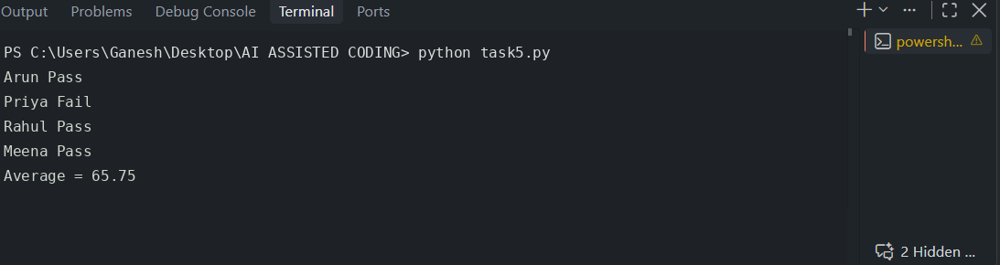 Output Problems Debug Console Terminal Ports
PS C:\Users\Ganesh\Desktop\AI ASSISTED CODING> python task5.py
Arun Pass
Priya Fail
Rahul Pass
Meena Pass
Average = 65.75
powersh...
2 Hidden ...